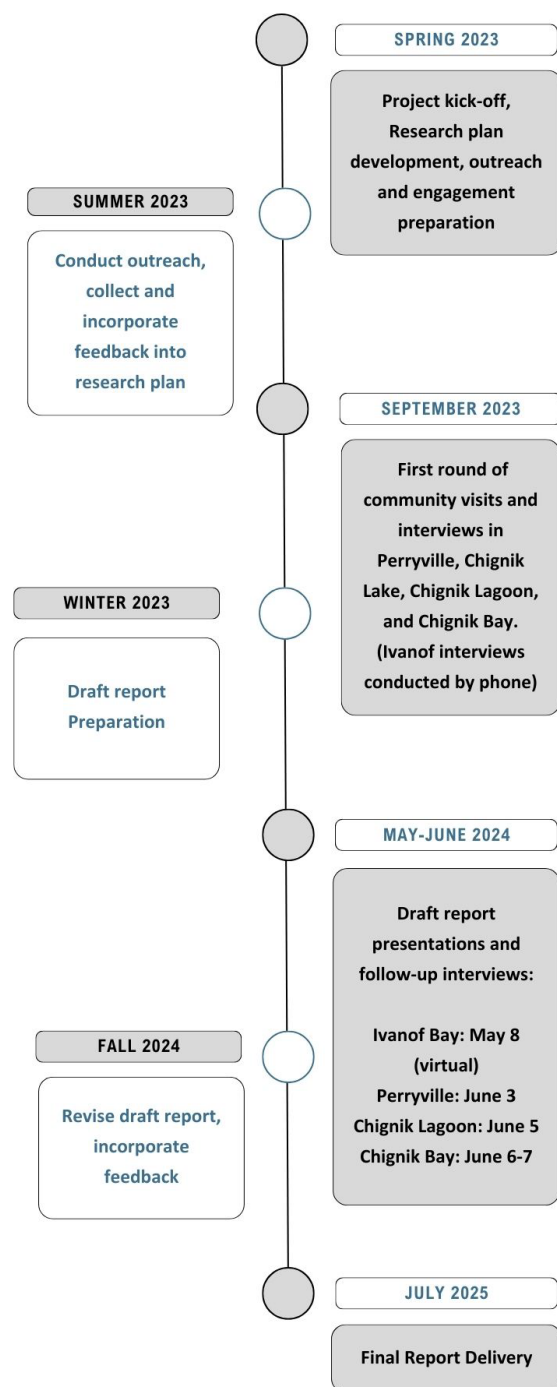 SPRING 2023
Project kick-off,
Research plan
development, outreach
and engagement
preparation
SUMMER 2023
Conduct outreach,
collect and
incorporate
feedback into
research plan
SEPTEMBER 2023
First round of
community visits and
interviews in
Perryville, Chignik
Lake, Chignik Lagoon,
and Chignik Bay.
(Ivanof interviews
conducted by phone)
WINTER 2023
Draft report
Preparation
MAY-JUNE 2024
Draft report
presentations and
follow-up interviews:
Ivanof Bay: May 8
(virtual)
Perryville: June 3
Chignik Lagoon: June 5
Chignik Bay: June 6-7
FALL 2024
Revise draft report,
incorporate
feedback
JULY 2025
Final Report Delivery